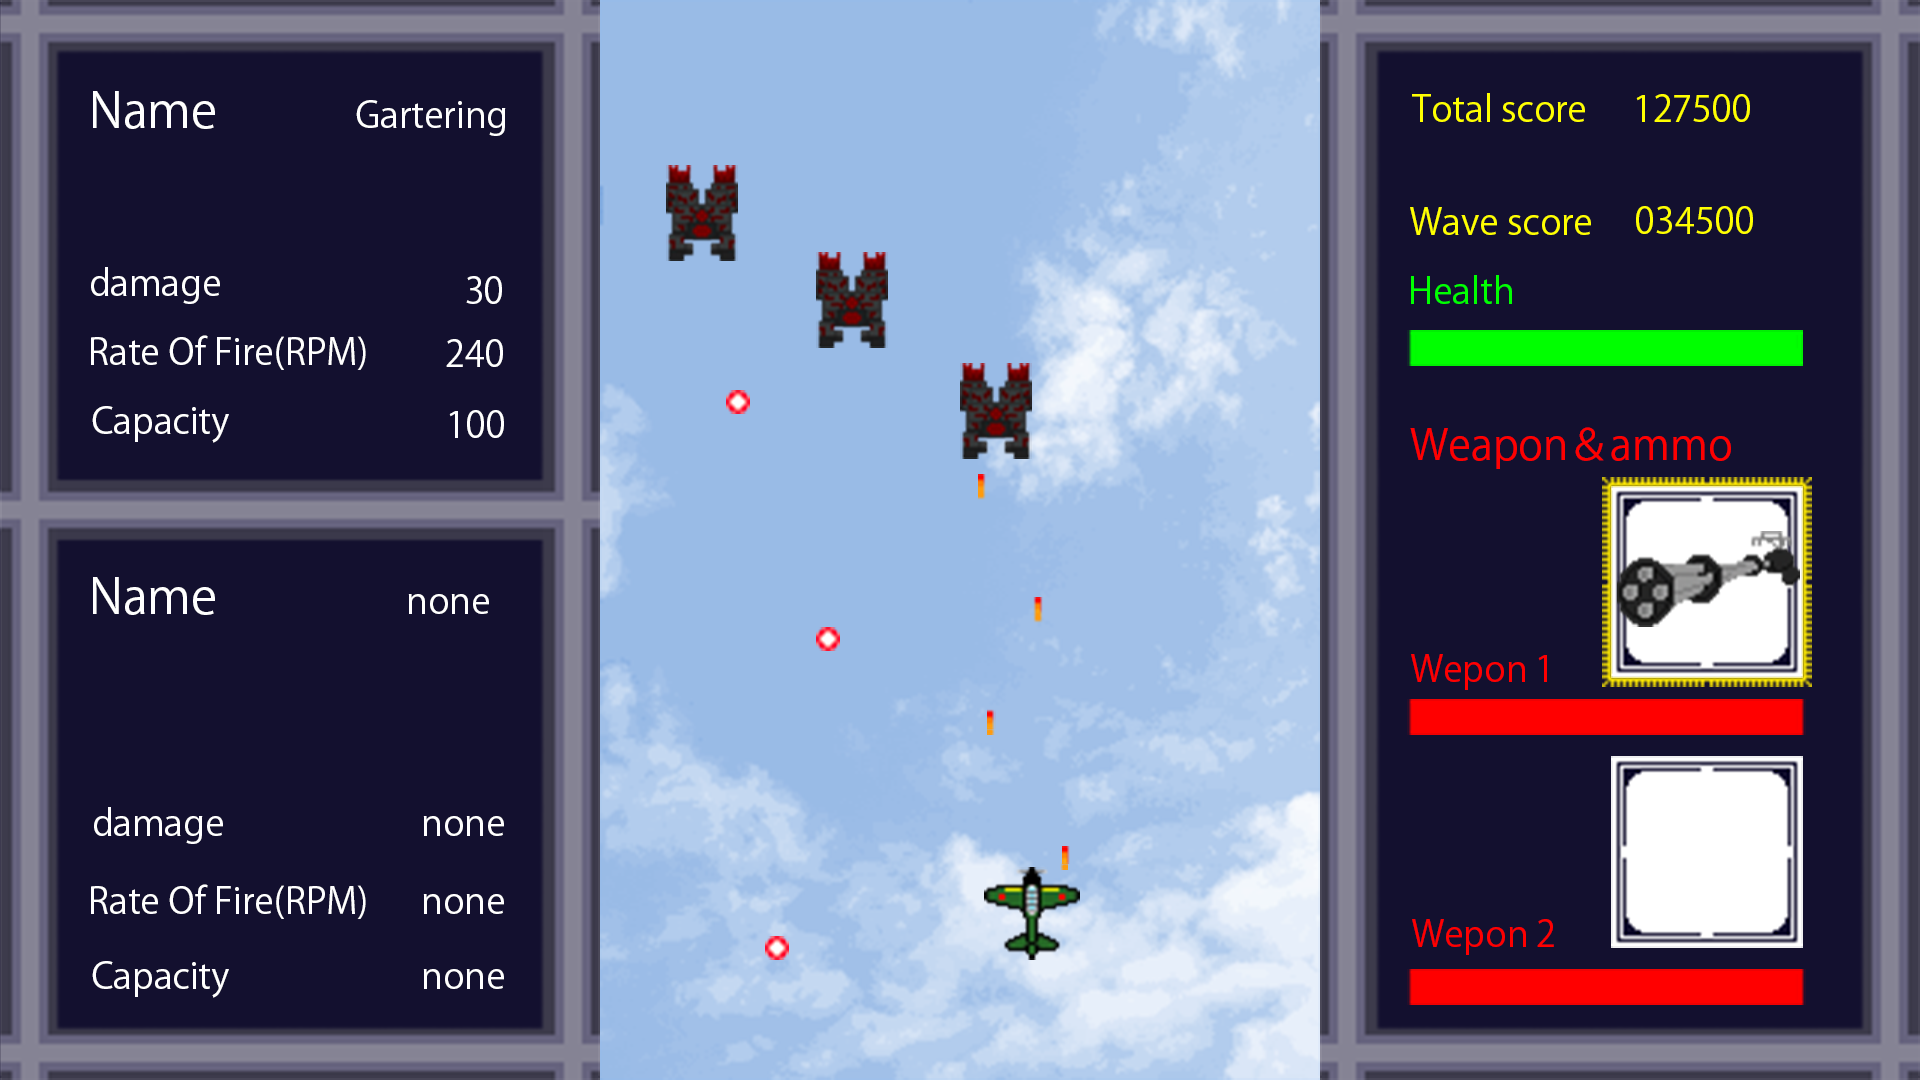 Name Gartering
damage 30
Rate Of Fire(RPM) 240
Capacity 100
Name none
damage none
Rate Of Fire(RPM) none
Capacity none
Total score 127500
Wave score 034500
Health
Weapon & ammo
Wepon 1
Wepon 2